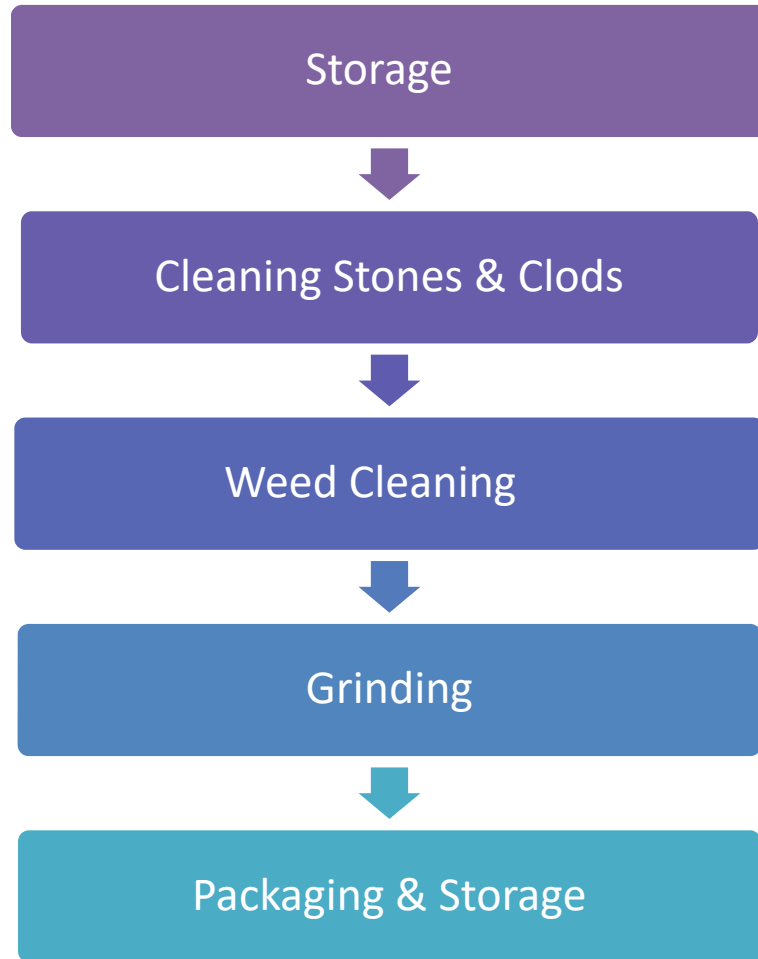 Storage
Cleaning Stones & Clods
Weed Cleaning
Grinding
Packaging & Storage